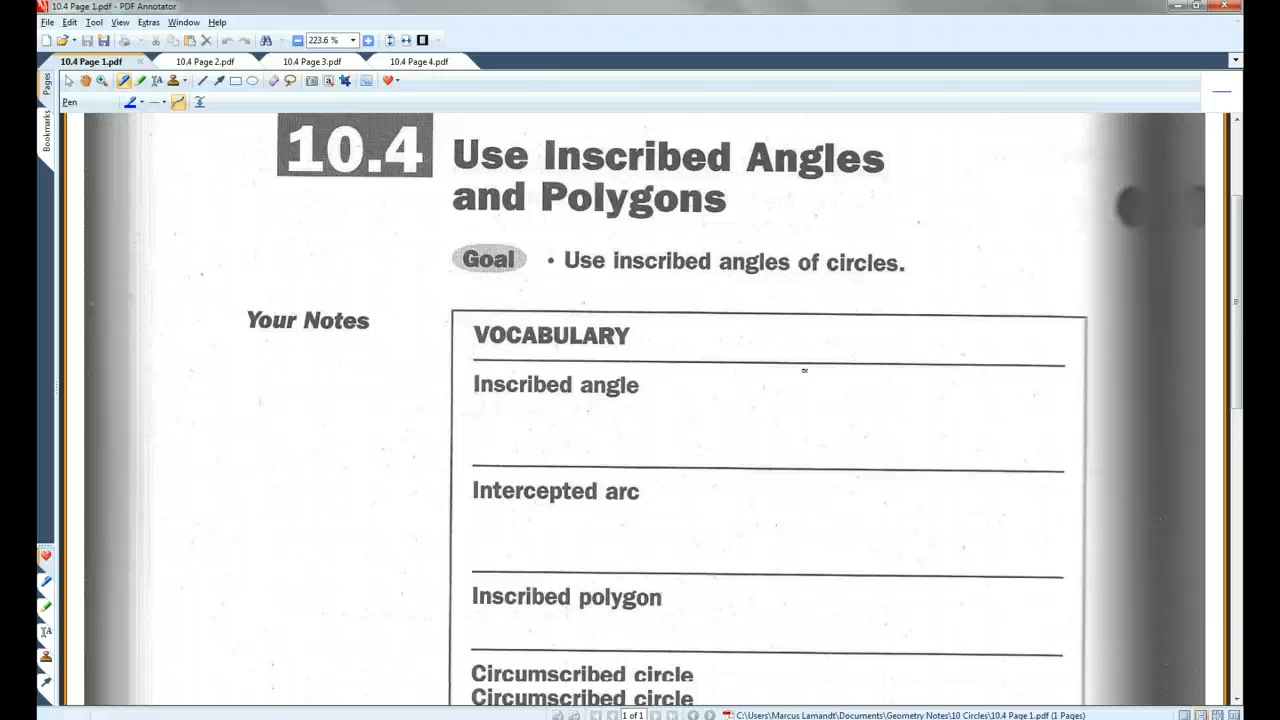 10.4 Page 1.pdf - PDF Annotator
File Edit Tool View Extras Window Help
223.6 %
10.4 Page 1.pdf 10.4 Page 2.pdf 10.4 Page 3.pdf 10.4 Page 4.pdf
Pen
Pages
Bookmarks
10.4 Use Inscribed Angles
and Polygons
Goal • Use inscribed angles of circles.
Your Notes
VOCABULARY
Inscribed angle
Intercepted arc
Inscribed polygon
Circumscribed circle
Circumscribed circle
1 of 1 C:\Users\Marcus Lamandt\Documents\Geometry Notes\10 Circles\10.4 Page 1.pdf (1 Pages)